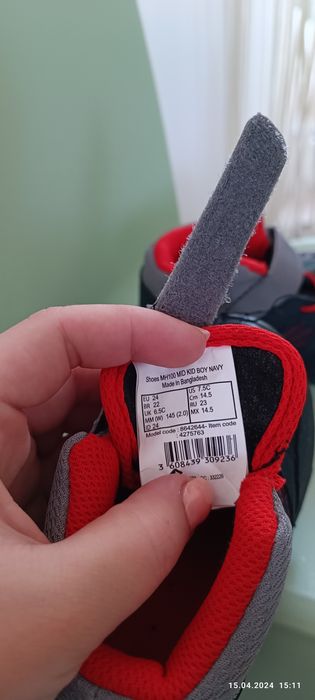 Shoes MH100 MID KID BOY NAVY
Made in Bangladesh
EU 24 US 7.5C
BR 22 Cm 14.5
UK 6.5C RU 23
MM (W) 145 (2.0) MX 14.5
ID 24
Model code : 8642644- Item code
: 4275763
3 608439 309236
332226
15.04.2024 15:11